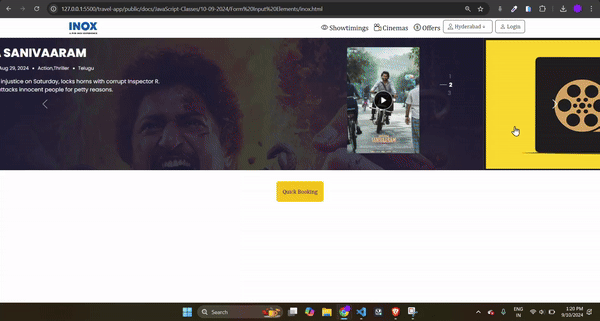 127.0.0.1:5500/travel-app/public/docs/JavaScript-Classes/10-09-2024/Form%20Input%20Elements/inox.html
INOX
Showtimings
Cinemas
Offers
Hyderabad
Login
A SANIVAARAM
Aug 29, 2024 • Action,Thriller • Telugu
injustice on Saturday, locks horns with corrupt Inspector R.
attacks innocent people for petty reasons.
2
Quick Booking
Search
ENG
IN
1:20 PM
9/10/2024